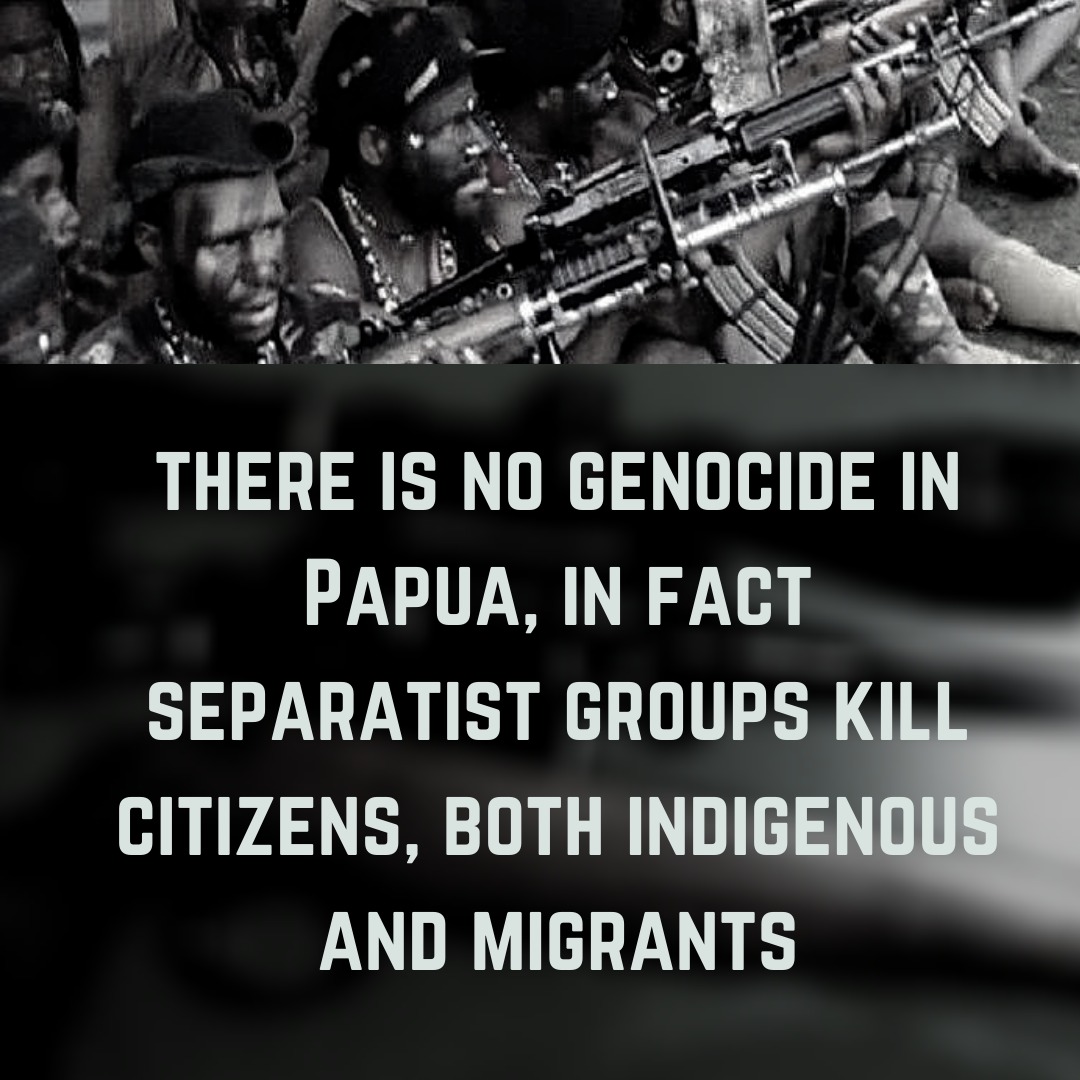 THERE IS NO GENOCIDE IN
PAPUA, IN FACT
SEPARATIST GROUPS KILL
CITIZENS, BOTH INDIGENOUS
AND MIGRANTS